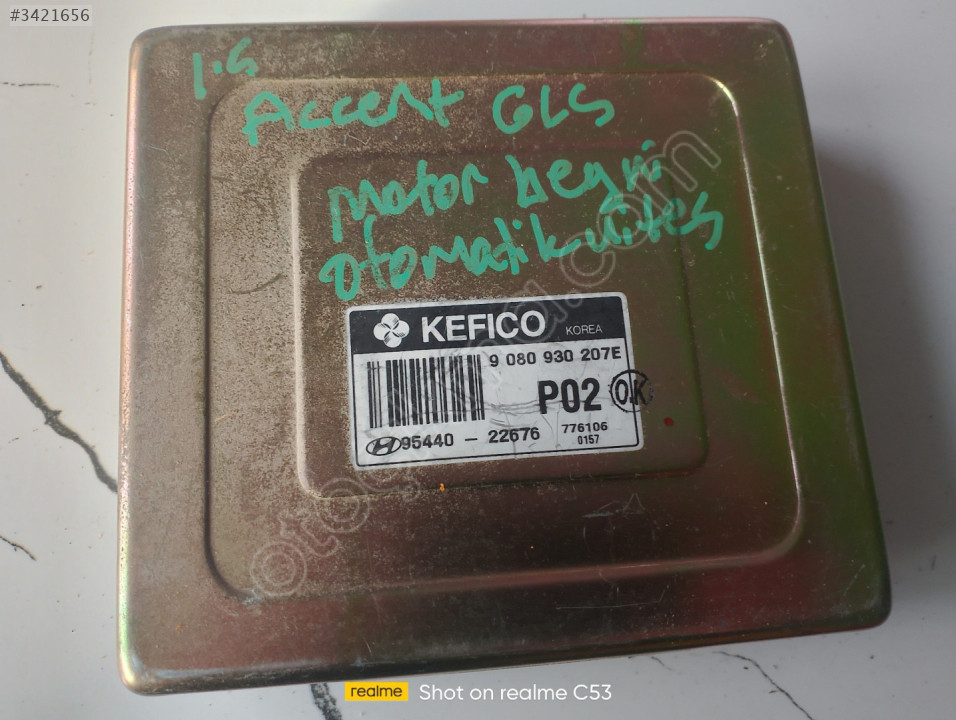 #3421656
1.6
Accent GLS
motor beyni
otomatik vites
KEFICO KOREA
9 080 930 207E
P02 OK
95440 - 22676
776106
0157
realme Shot on realme C53